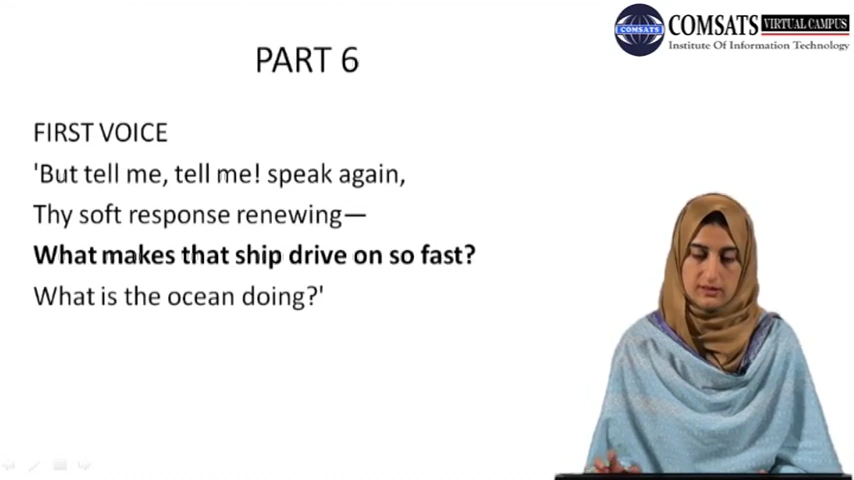 COMSATS VIRTUAL CAMPUS
COMSATS
Institute Of Information Technology
PART 6
FIRST VOICE
'But tell me, tell me! speak again,
Thy soft response renewing—
What makes that ship drive on so fast?
What is the ocean doing?'